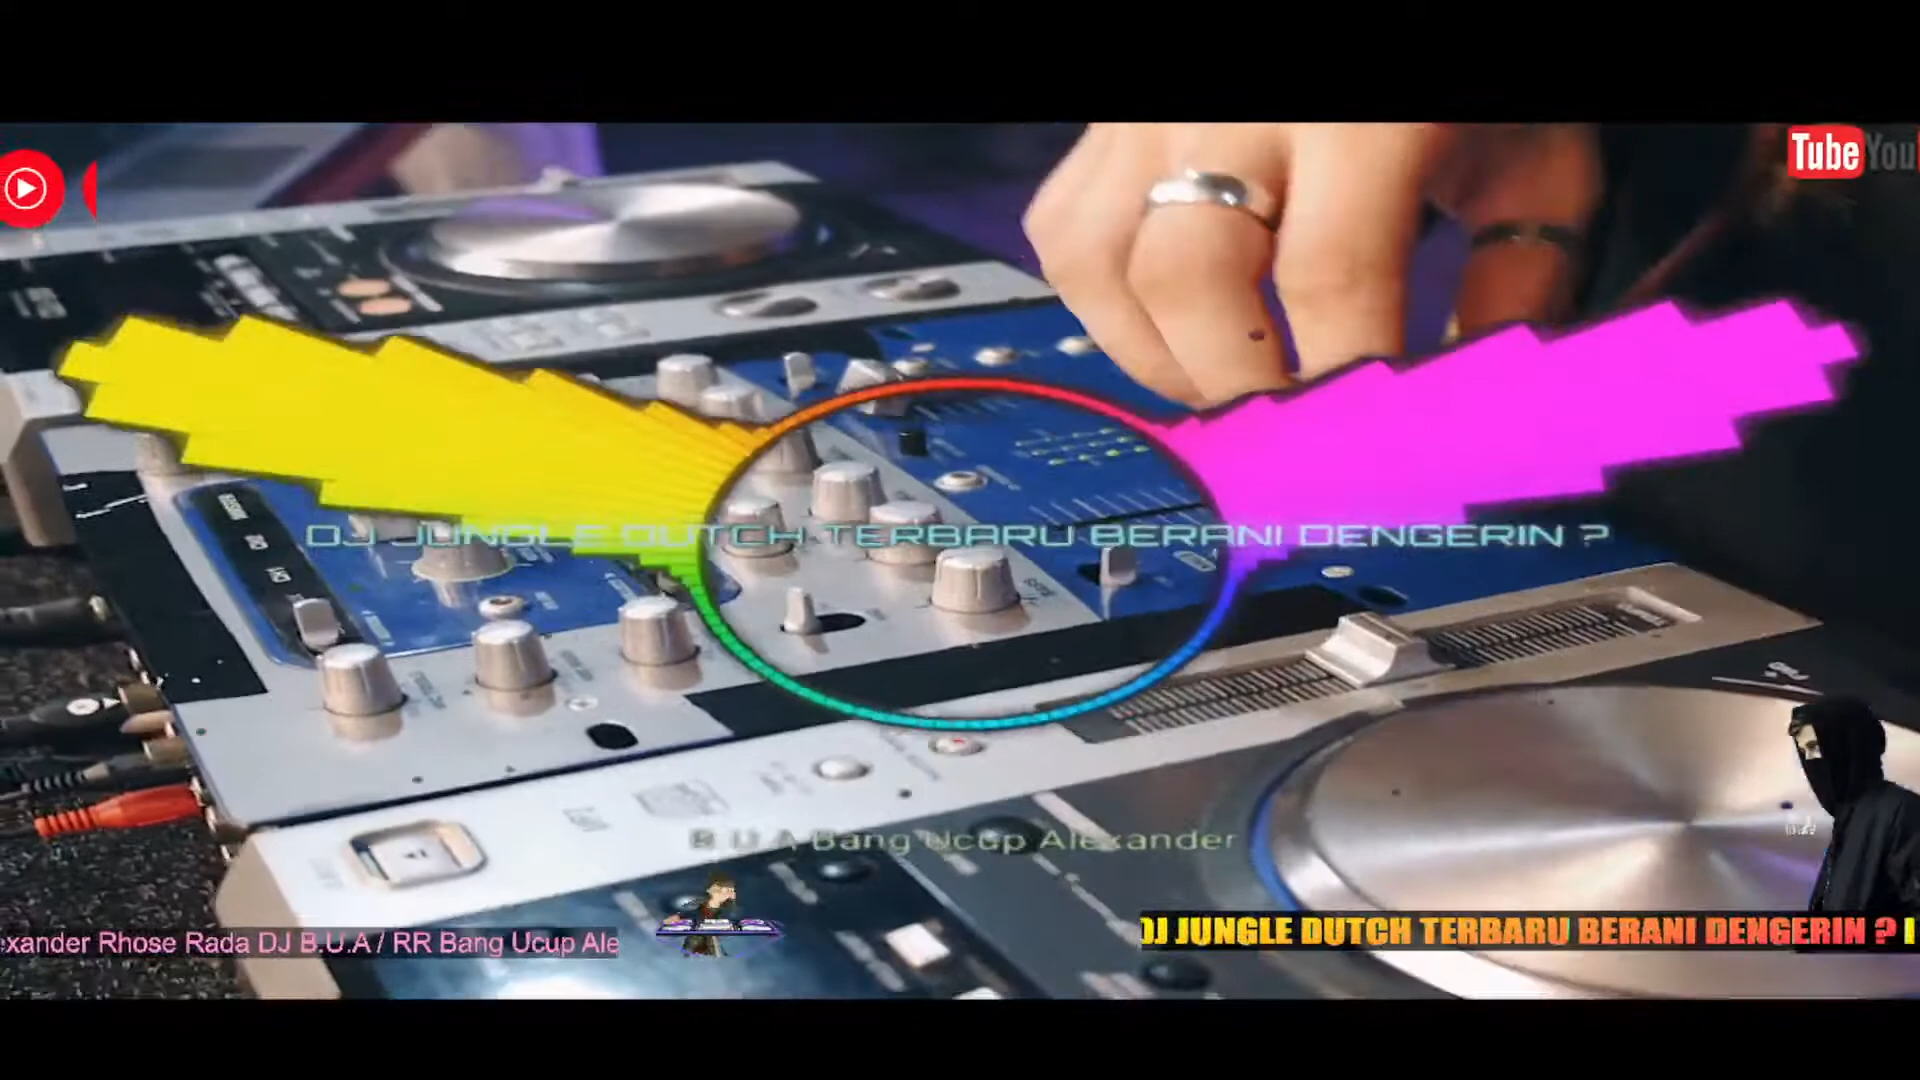 TubeYou
DJ JUNGLE DUTCH TERBARU BERANI DENGERIN ?
B.U.A Bang Ucup Alexander
xander Rhose Rada DJ B.U.A / RR Bang Ucup Ale
DJ JUNGLE DUTCH TERBARU BERANI DENGERIN ?